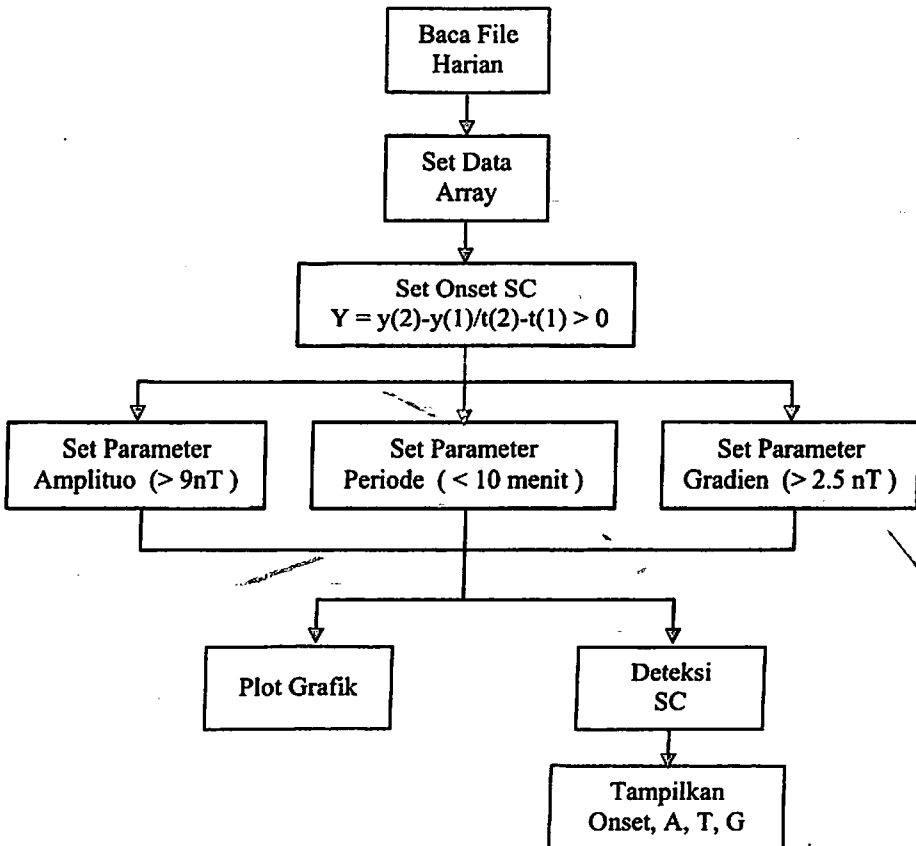 Baca File
Harian
Set Data
Array
Set Onset SC
Y = y(2)-y(1)/t(2)-t(1) > 0
Set Parameter
Amplituo (> 9nT )
Set Parameter
Periode ( < 10 menit )
Set Parameter
Gradien (> 2.5 nT )
Plot Grafik
Deteksi
SC
Tampilkan
Onset, A, T, G